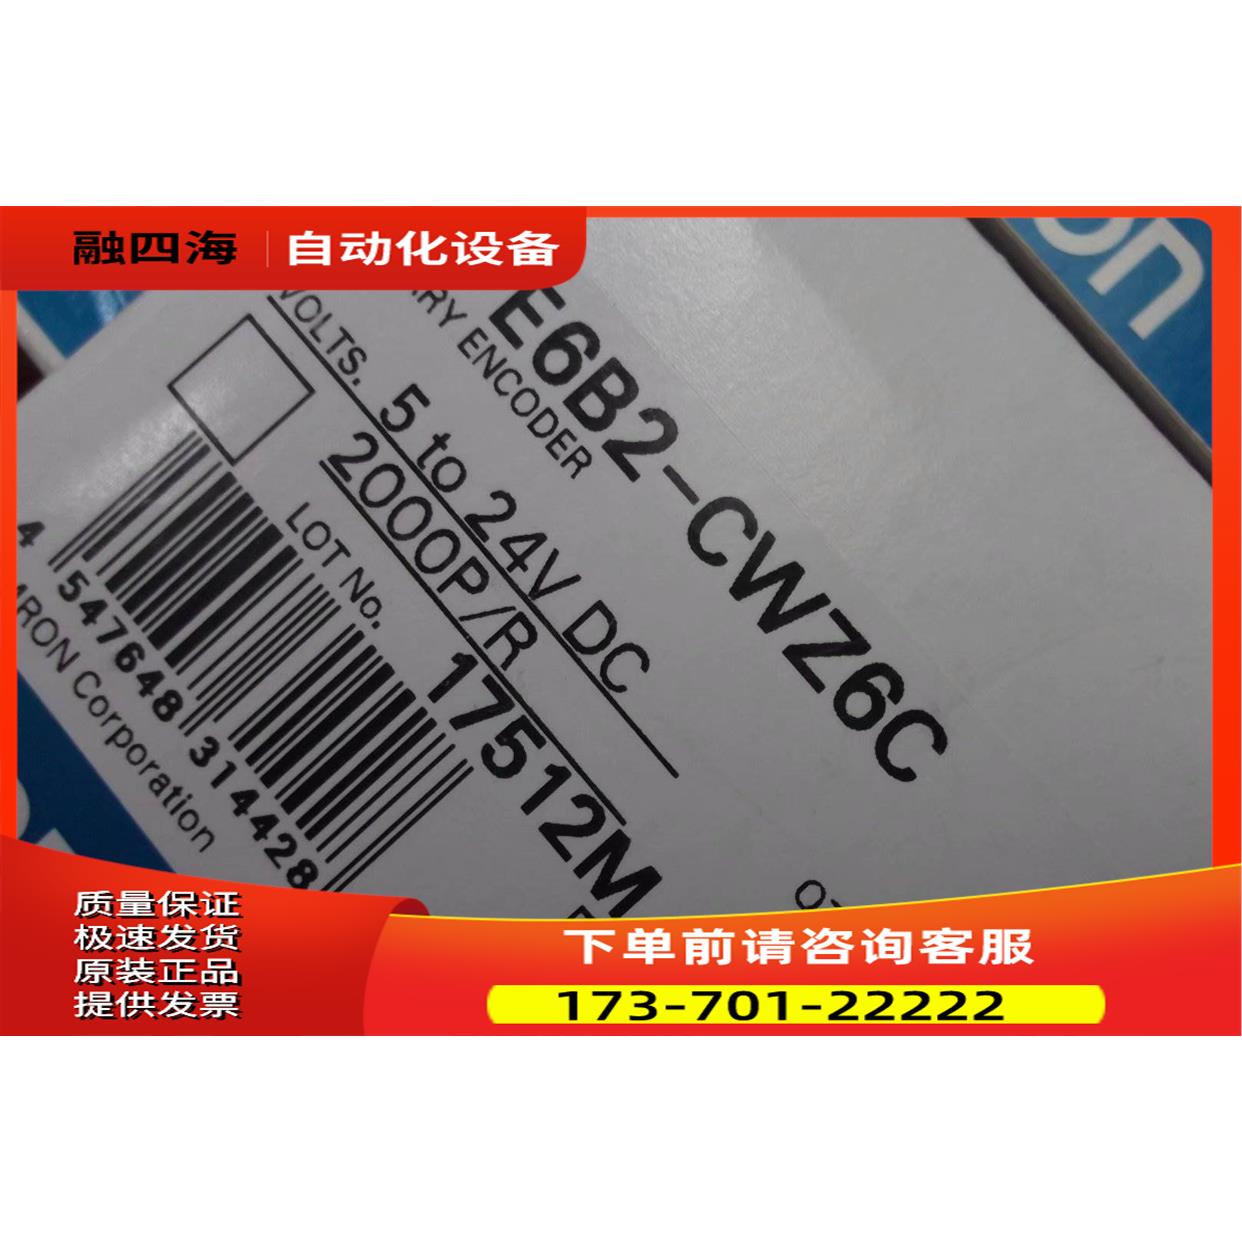 融四海 自动化设备
on
E6B2-CWZ6C
RY ENCODER
VOLTS. 5 to 24V DC
2000P/R
LOT No. 17512M
4 547648 314428
RON Corporation
质量保证
极速发货
原装正品
提供发票
下单前请咨询客服
173-701-22222